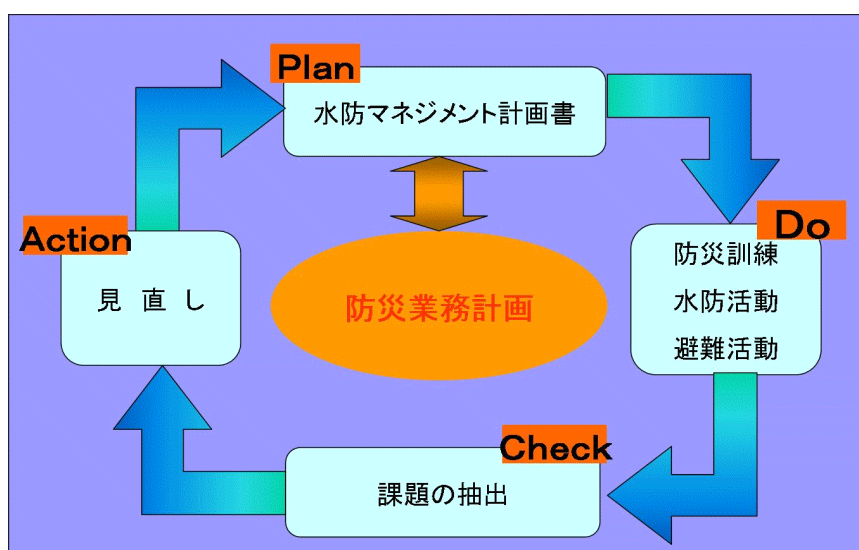 Plan
水防マネジメント計画書
Do
防災訓練
水防活動
避難活動
Check
課題の抽出
Action
見 直 し
防災業務計画